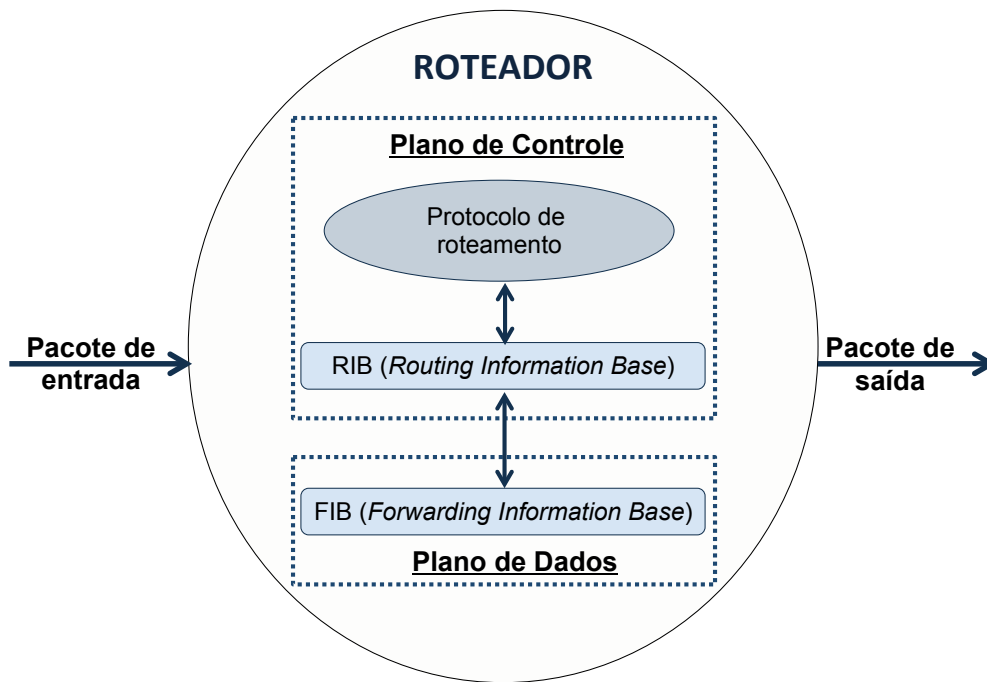 ROTEADOR
Plano de Controle
Protocolo de
roteamento
Pacote de
entrada
RIB (Routing Information Base)
Pacote de
saída
FIB (Forwarding Information Base)
Plano de Dados